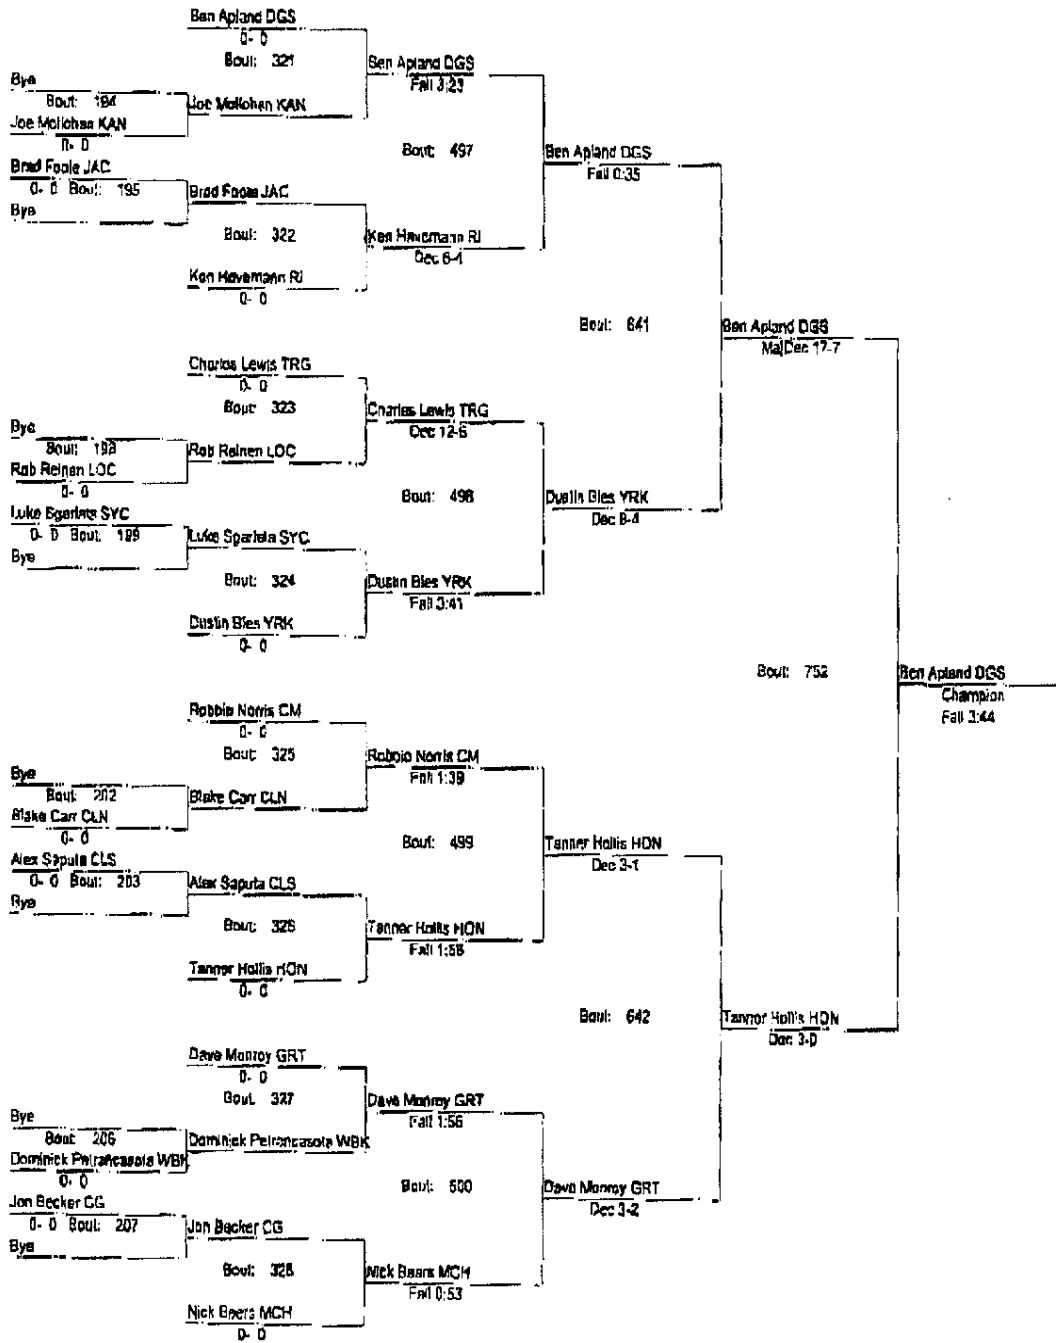 Ben Apland DGS
0- 0
Bout: 321
Ben Apland DGS
Fall 3:23
Bye
Bout: 194
Joe Mollohan KAN
Joe Mollohan KAN
0- 0
Bout: 497
Ben Apland DGS
Fall 0:35
Brad Foole JAC
0- 0 Bout: 195
Brad Foole JAC
Bye
Bout: 322
Ken Havemann RI
Dec 6-4
Ken Havemann RI
0- 0
Bout: 641
Ben Apland DGS
MajDec 17-7
Charles Lewis TRG
0- 0
Bout: 323
Charles Lewis TRG
Dec 12-6
Bye
Bout: 198
Rob Reinen LOC
Rob Reinen LOC
0- 0
Bout: 498
Dustin Bles YRK
Dec 8-4
Luke Sgarlata SYC
0- 0 Bout: 199
Luke Sgarlata SYC
Bye
Bout: 324
Dustin Bles YRK
Fall 3:41
Dustin Bles YRK
0- 0
Bout: 752
Ben Apland DGS
Champion
Fall 3:44
Robbie Norris CM
0- 0
Bout: 325
Robbie Norris CM
Fall 1:39
Bye
Bout: 202
Blake Carr CLN
Blake Carr CLN
0- 0
Bout: 499
Tanner Hollis HON
Dec 3-1
Alex Saputa CLS
0- 0 Bout: 203
Alex Saputa CLS
Bye
Bout: 326
Tanner Hollis HON
Fall 1:58
Tanner Hollis HON
0- 0
Bout: 642
Tanner Hollis HON
Dec 3-0
Dave Monroy GRT
0- 0
Bout: 327
Dave Monroy GRT
Fall 1:56
Bye
Bout: 206
Dominick Petrancasota WBK
Dominick Petrancasota WBK
0- 0
Bout: 500
Dave Monroy GRT
Dec 3-2
Jon Becker CG
0- 0 Bout: 207
Jon Becker CG
Bye
Bout: 328
Nick Beers MCH
Fall 0:53
Nick Beers MCH
0- 0